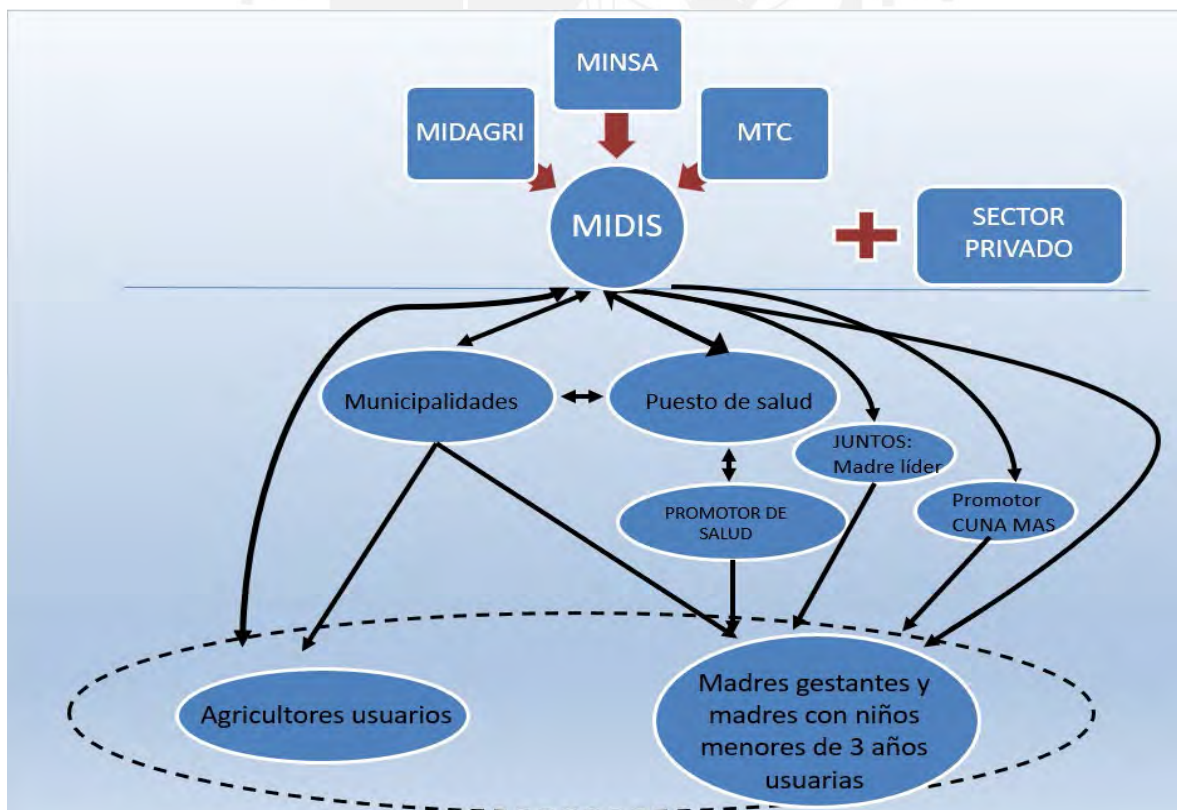 MINSA
MIDAGRI
MTC
MIDIS
SECTOR
PRIVADO
Municipalidades
Puesto de salud
JUNTOS:
Madre líder
PROMOTOR DE
SALUD
Promotor
CUNA MAS
Agricultores usuarios
Madres gestantes y
madres con niños
menores de 3 años
usuarias